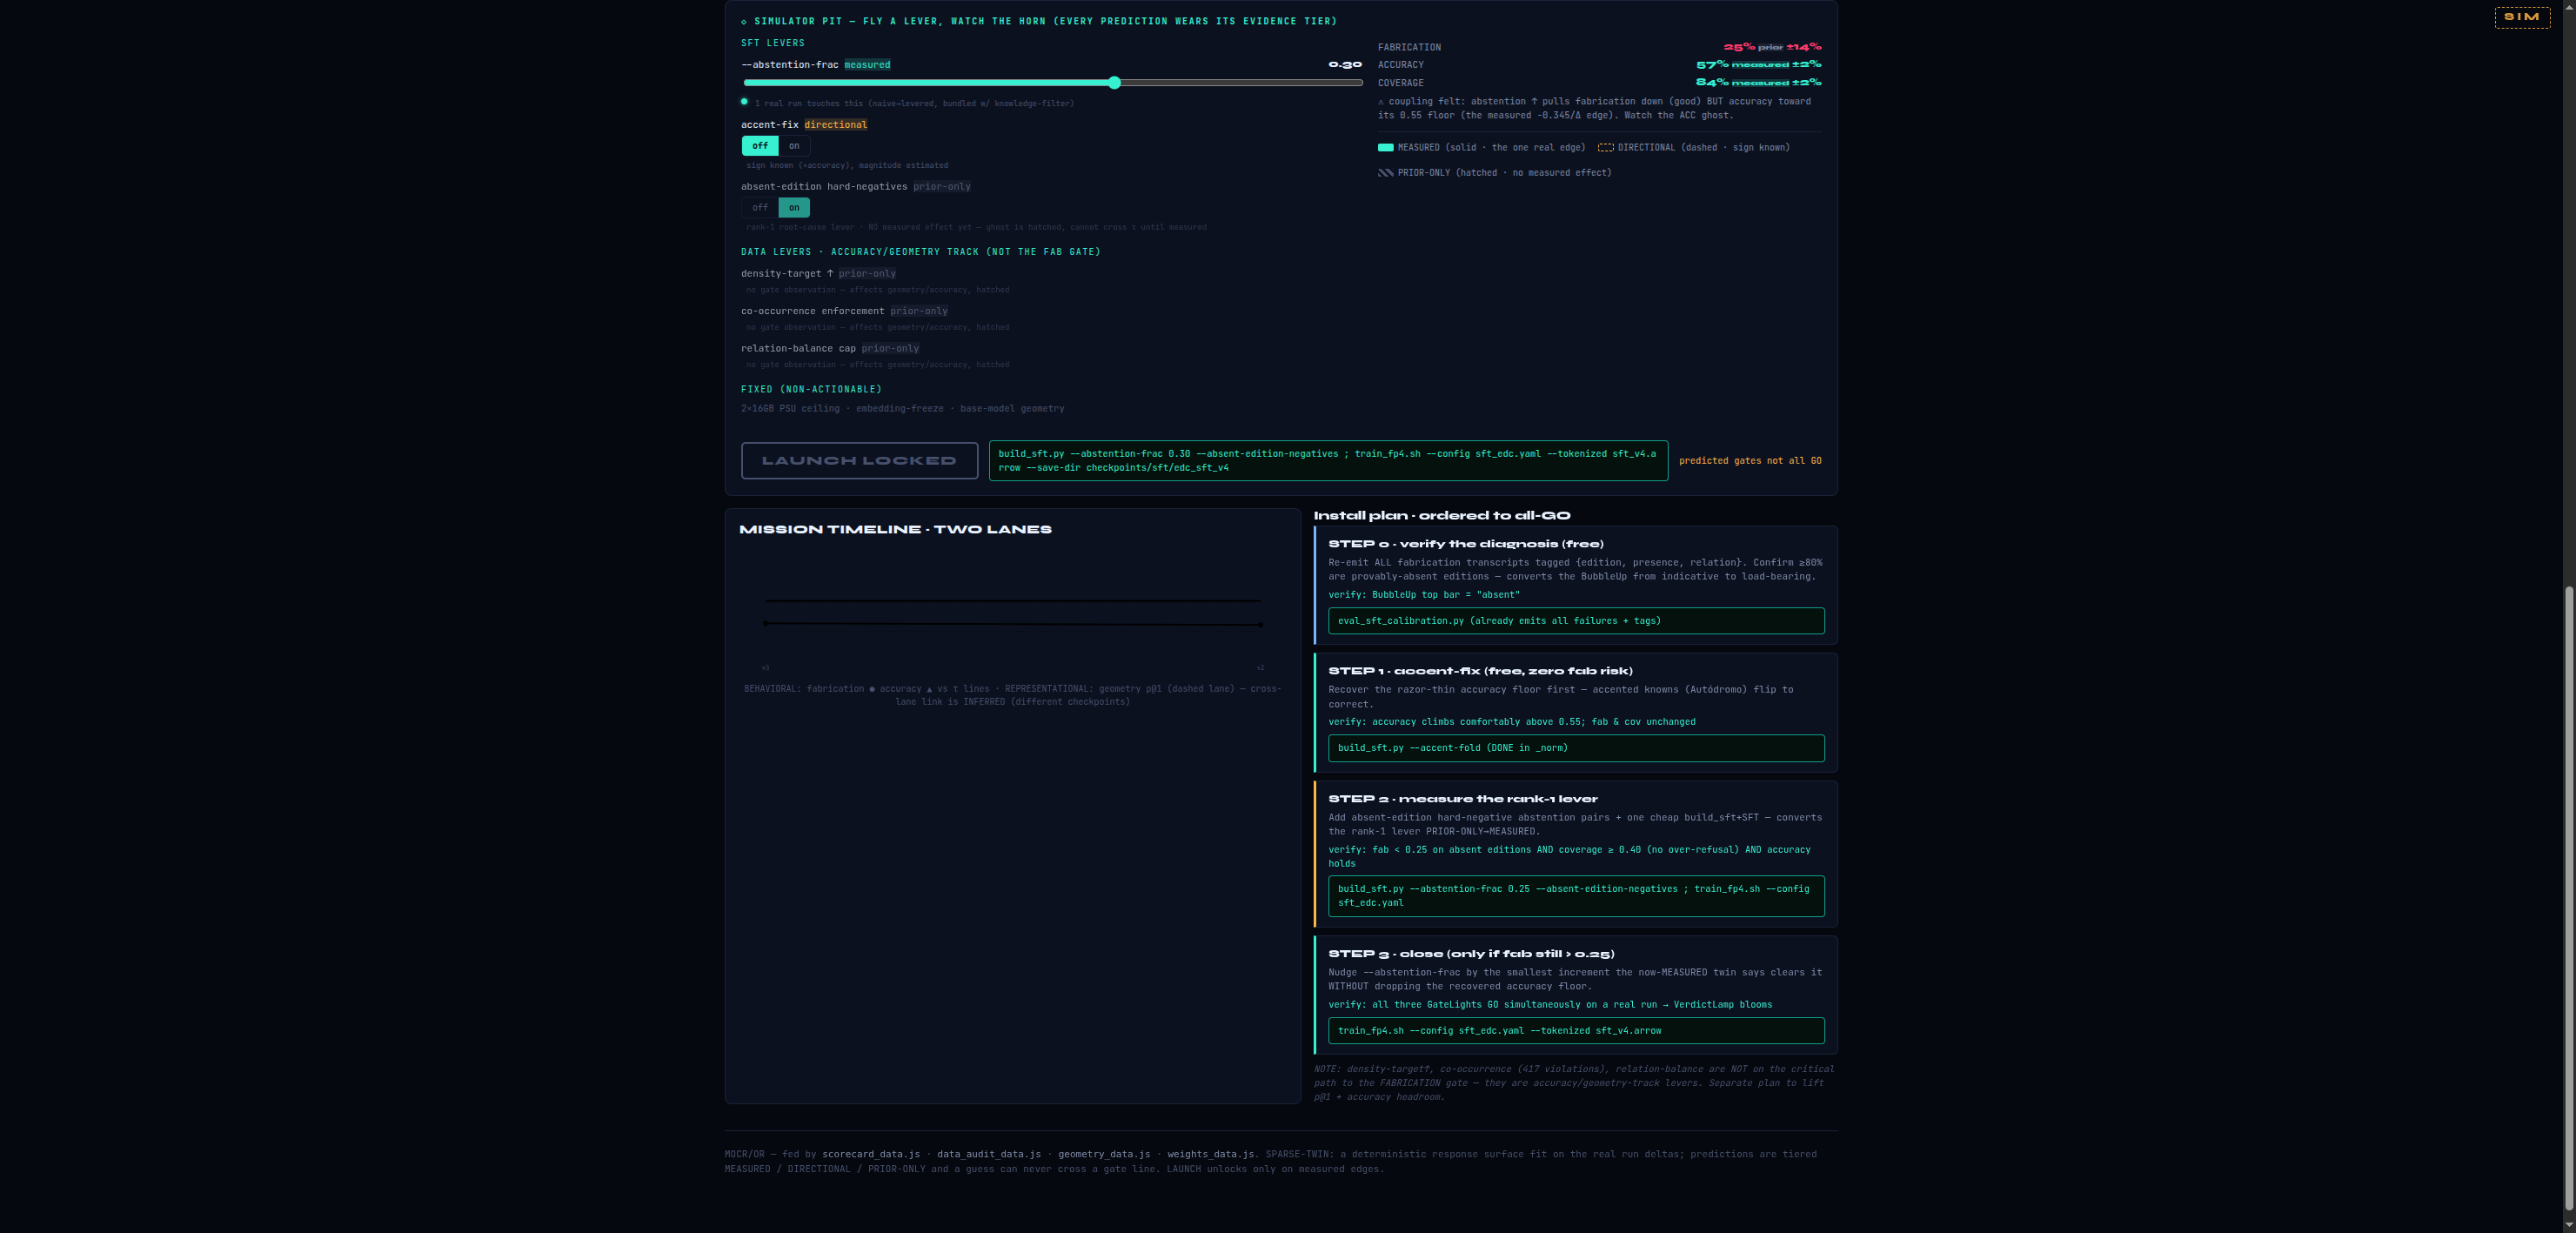 ◇ SIMULATOR PIT — FLY A LEVER, WATCH THE HORN (EVERY PREDICTION WEARS ITS EVIDENCE TIER)
SIM
SFT LEVERS
--abstention-frac measured 0.30
1 real run touches this (naive→levered, bundled w/ knowledge-filter)
accent-fix directional
off on
sign known (+accuracy), magnitude estimated
absent-edition hard-negatives prior-only
off on
rank-1 root-cause lever · NO measured effect yet — ghost is hatched, cannot cross τ until measured
DATA LEVERS · ACCURACY/GEOMETRY TRACK (NOT THE FAB GATE)
density-target ↑ prior-only
no gate observation — affects geometry/accuracy, hatched
co-occurrence enforcement prior-only
no gate observation — affects geometry/accuracy, hatched
relation-balance cap prior-only
no gate observation — affects geometry/accuracy, hatched
FIXED (NON-ACTIONABLE)
2×16GB PSU ceiling · embedding-freeze · base-model geometry
FABRICATION 25% prior ±14%
ACCURACY 57% measured ±2%
COVERAGE 84% measured ±2%
⚠ coupling felt: abstention ↑ pulls fabrication down (good) BUT accuracy toward
its 0.55 floor (the measured -0.345/Δ edge). Watch the ACC ghost.
MEASURED (solid · the one real edge) DIRECTIONAL (dashed · sign known)
PRIOR-ONLY (hatched · no measured effect)
LAUNCH LOCKED
build_sft.py --abstention-frac 0.30 --absent-edition-negatives ; train_fp4.sh --config sft_edc.yaml --tokenized sft_v4.a
rrow --save-dir checkpoints/sft/edc_sft_v4
predicted gates not all GO
MISSION TIMELINE · TWO LANES
v3 v2
BEHAVIORAL: fabrication ● accuracy ▲ vs τ lines · REPRESENTATIONAL: geometry p@1 (dashed lane) — cross-
lane link is INFERRED (different checkpoints)
Install plan · ordered to all-GO
STEP 0 · verify the diagnosis (free)
Re-emit ALL fabrication transcripts tagged {edition, presence, relation}. Confirm ≥80%
are provably-absent editions — converts the BubbleUp from indicative to load-bearing.
verify: BubbleUp top bar = "absent"
eval_sft_calibration.py (already emits all failures + tags)
STEP 1 · accent-fix (free, zero fab risk)
Recover the razor-thin accuracy floor first — accented knowns (Autódromo) flip to
correct.
verify: accuracy climbs comfortably above 0.55; fab & cov unchanged
build_sft.py --accent-fold (DONE in _norm)
STEP 2 · measure the rank-1 lever
Add absent-edition hard-negative abstention pairs + one cheap build_sft+SFT — converts
the rank-1 lever PRIOR-ONLY→MEASURED.
verify: fab < 0.25 on absent editions AND coverage ≥ 0.40 (no over-refusal) AND accuracy
holds
build_sft.py --abstention-frac 0.25 --absent-edition-negatives ; train_fp4.sh --config
sft_edc.yaml
STEP 3 · close (only if fab still > 0.25)
Nudge --abstention-frac by the smallest increment the now-MEASURED twin says clears it
WITHOUT dropping the recovered accuracy floor.
verify: all three GateLights GO simultaneously on a real run → VerdictLamp blooms
train_fp4.sh --config sft_edc.yaml --tokenized sft_v4.arrow
NOTE: density-target↑, co-occurrence (417 violations), relation-balance are NOT on the critical
path to the FABRICATION gate — they are accuracy/geometry-track levers. Separate plan to lift
p@1 + accuracy headroom.
MOCR/OR — fed by scorecard_data.js · data_audit_data.js · geometry_data.js · weights_data.js. SPARSE-TWIN: a deterministic response surface fit on the real run deltas; predictions are tiered
MEASURED / DIRECTIONAL / PRIOR-ONLY and a guess can never cross a gate line. LAUNCH unlocks only on measured edges.